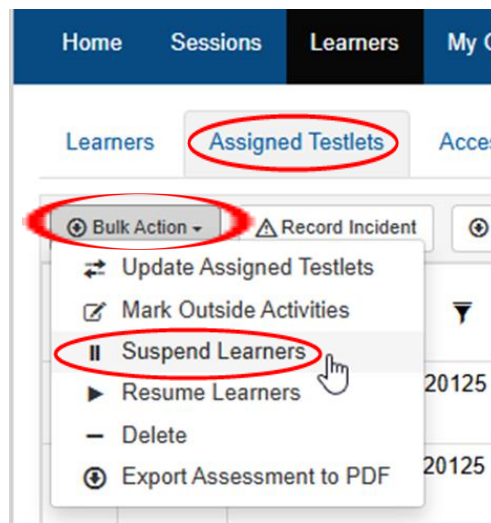 Home Sessions Learners My
Learners Assigned Testlets Acces
Bulk Action Record Incident
Update Assigned Testlets
Mark Outside Activities
Suspend Learners
Resume Learners 20125
Delete
Export Assessment to PDF 20125